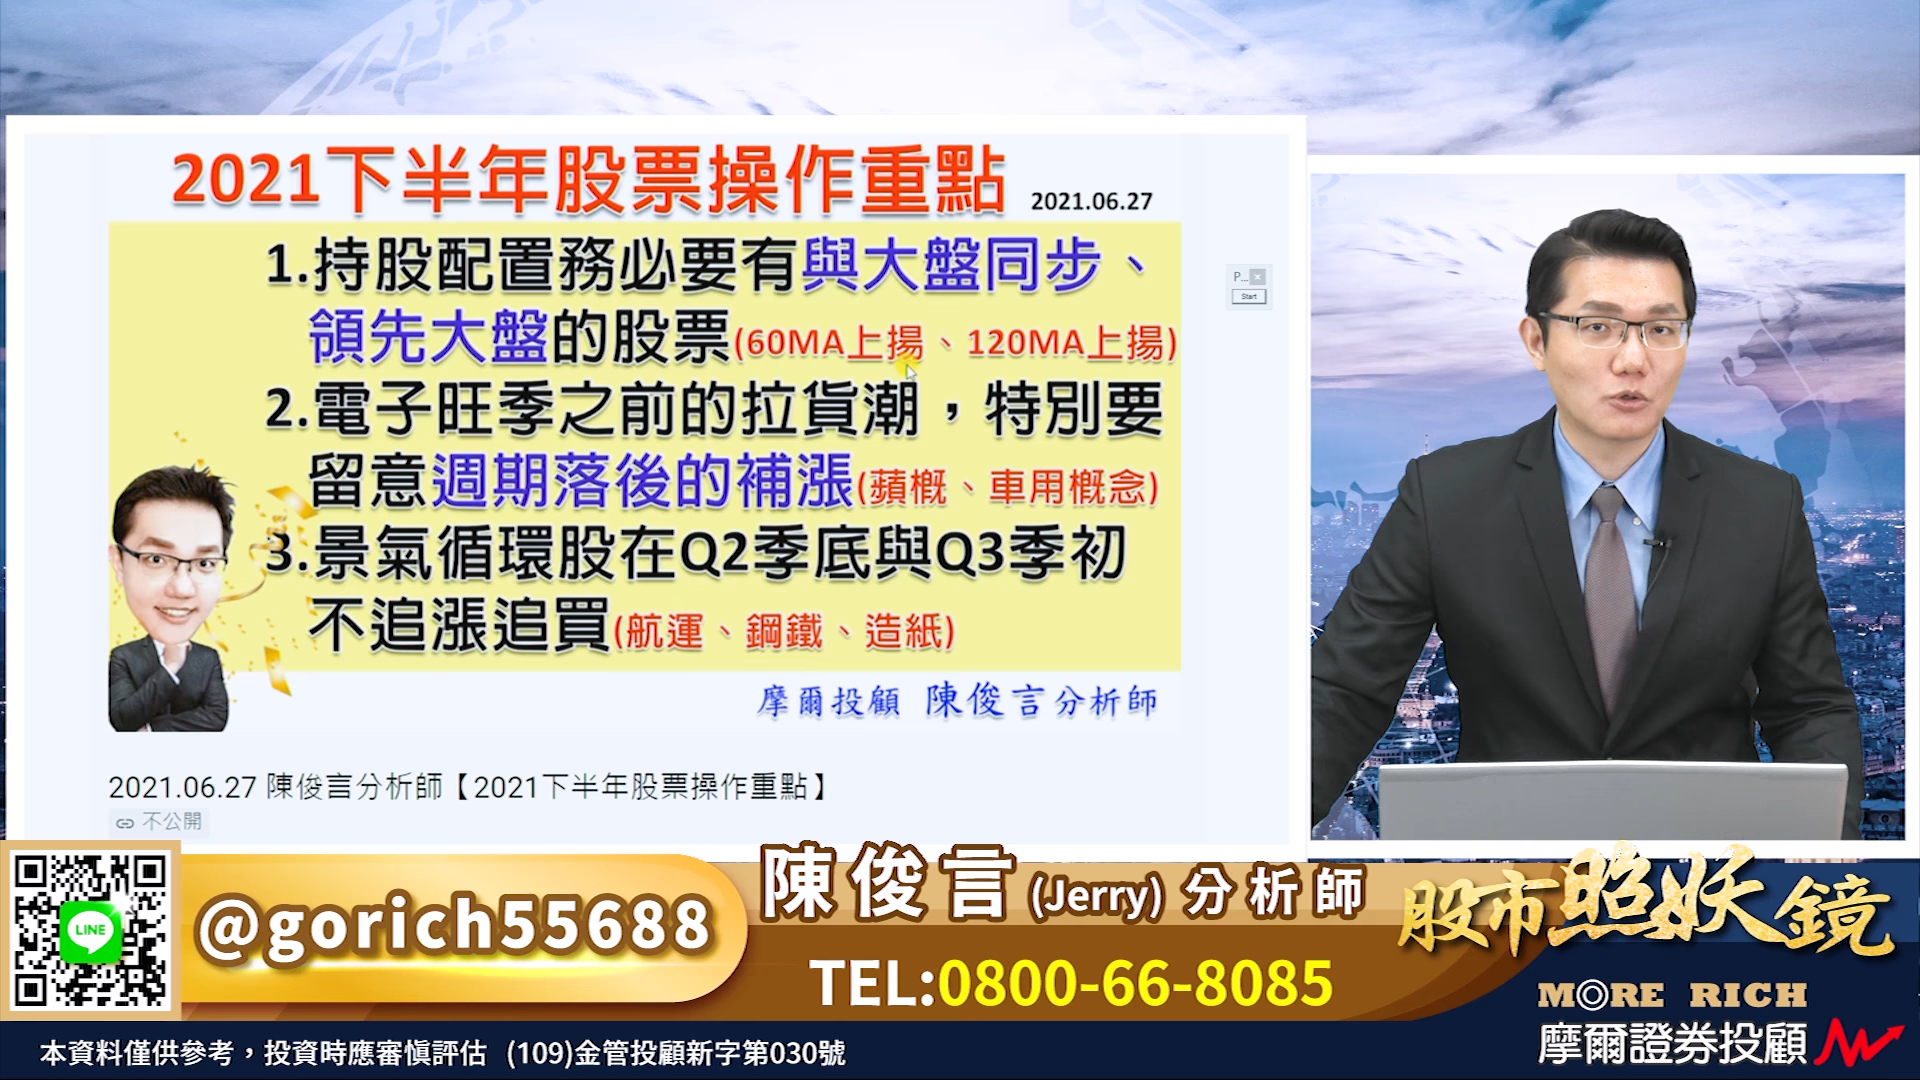 2021下半年股票操作重點 2021.06.27
1.持股配置務必要有與大盤同步、
領先大盤的股票(60MA上揚、120MA上揚)
2.電子旺季之前的拉貨潮，特別要
留意週期落後的補漲(蘋概、車用概念)
3.景氣循環股在Q2季底與Q3季初
不追漲追買(航運、鋼鐵、造紙)
摩爾投顧 陳俊言分析師
P... ×
Start
2021.06.27 陳俊言分析師【2021下半年股票操作重點】
不公開
LINE
@gorich55688
陳俊言(Jerry)分析師
TEL:0800-66-8085
股市照妖鏡
MORE RICH
摩爾證券投顧
本資料僅供參考，投資時應審慎評估 (109)金管投顧新字第030號